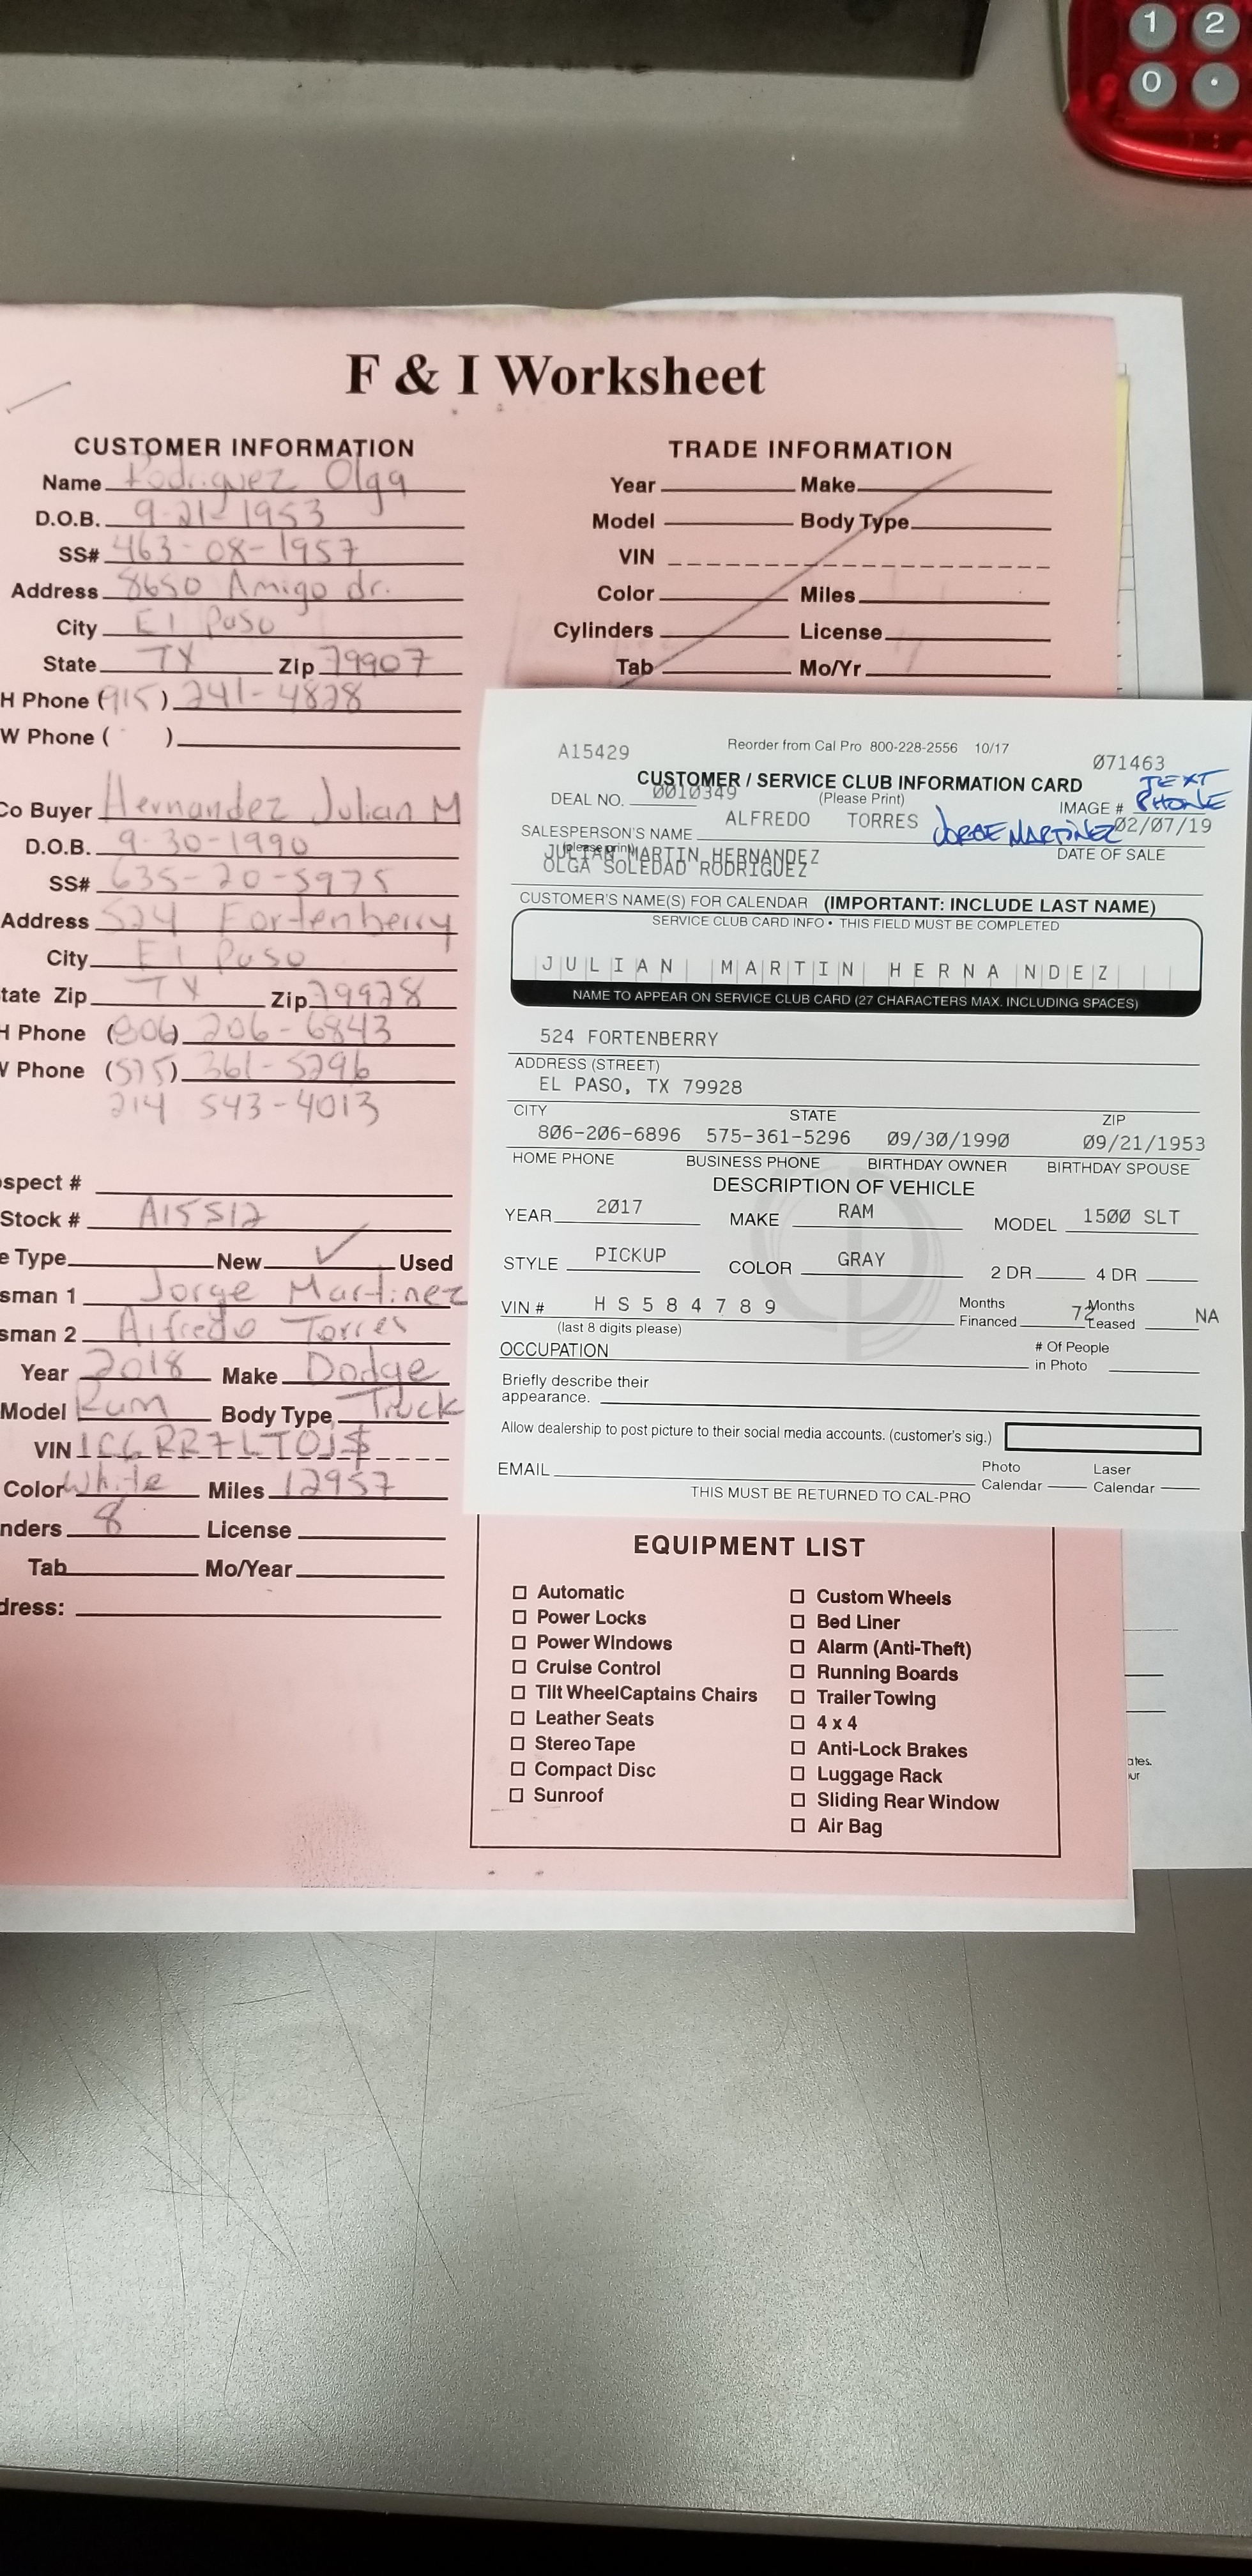 1 2
0 .
F & I Worksheet
CUSTOMER INFORMATION
Name Rodriguez Olga
D.O.B. 9-21-1953
SS# 463-08-1957
Address 8650 Amigo dr.
City El Paso
State TX Zip 79907
H Phone (915) 241-4828
W Phone ( )
Co Buyer Hernandez Julian M
D.O.B. 9-30-1990
SS# 635-20-5975
Address 524 Fortenberry
City El Paso
tate Zip TX Zip 79928
H Phone (806) 206-6843
V Phone (575) 361-5296
214 543-4013
ospect #
Stock # A15512
e Type New ✓ Used
sman 1 Jorge Martinez
sman 2 Alfredo Torres
Year 2018 Make Dodge
Model Ram Body Type Truck
VIN 1C6RR7LT0JS
Color White Miles 12957
nders 8 License
Tab Mo/Year
dress:
TRADE INFORMATION
Year Make
Model Body Type
VIN
Color Miles
Cylinders License
Tab Mo/Yr
A15429 Reorder from Cal Pro 800-228-2556 10/17 071463
CUSTOMER / SERVICE CLUB INFORMATION CARD TEXT
DEAL NO. 0010349 (Please Print) IMAGE # PHONE
SALESPERSON'S NAME ALFREDO TORRES JORGE MARTINEZ 02/07/19
(please print) DATE OF SALE
JULIAN MARTIN HERNANDEZ
OLGA SOLEDAD RODRIGUEZ
CUSTOMER'S NAME(S) FOR CALENDAR (IMPORTANT: INCLUDE LAST NAME)
SERVICE CLUB CARD INFO • THIS FIELD MUST BE COMPLETED
JULIAN MARTIN HERNANDEZ
NAME TO APPEAR ON SERVICE CLUB CARD (27 CHARACTERS MAX. INCLUDING SPACES)
524 FORTENBERRY
ADDRESS (STREET)
EL PASO, TX 79928
CITY STATE ZIP
806-206-6896 575-361-5296 09/30/1990 09/21/1953
HOME PHONE BUSINESS PHONE BIRTHDAY OWNER BIRTHDAY SPOUSE
DESCRIPTION OF VEHICLE
YEAR 2017 MAKE RAM MODEL 1500 SLT
STYLE PICKUP COLOR GRAY 2 DR 4 DR
VIN # HS584789 Months Financed 72 Months Leased NA
(last 8 digits please)
OCCUPATION # Of People in Photo
Briefly describe their
appearance.
Allow dealership to post picture to their social media accounts. (customer's sig.)
EMAIL Photo Calendar Laser Calendar
THIS MUST BE RETURNED TO CAL-PRO
EQUIPMENT LIST
Automatic
Power Locks
Power Windows
Cruise Control
Tilt WheelCaptains Chairs
Leather Seats
Stereo Tape
Compact Disc
Sunroof
Custom Wheels
Bed Liner
Alarm (Anti-Theft)
Running Boards
Trailer Towing
4 x 4
Anti-Lock Brakes
Luggage Rack
Sliding Rear Window
Air Bag
ates.
ur